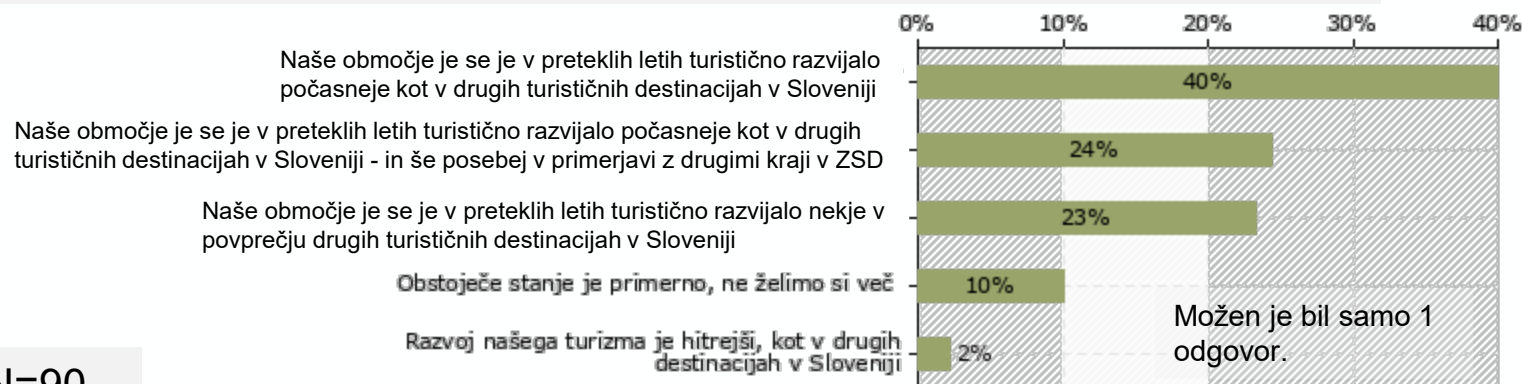 0% 10% 20% 30% 40%
Naše območje je se je v preteklih letih turistično razvijalo
počasneje kot v drugih turističnih destinacijah v Sloveniji
40%
Naše območje je se je v preteklih letih turistično razvijalo počasneje kot v drugih
turističnih destinacijah v Sloveniji - in še posebej v primerjavi z drugimi kraji v ZSD
24%
Naše območje je se je v preteklih letih turistično razvijalo nekje v
povprečju drugih turističnih destinacijah v Sloveniji
23%
Obstoječe stanje je primerno, ne želimo si več
10%
Razvoj našega turizma je hitrejši, kot v drugih
destinacijah v Sloveniji
2%
Možen je bil samo 1
odgovor.
N=90